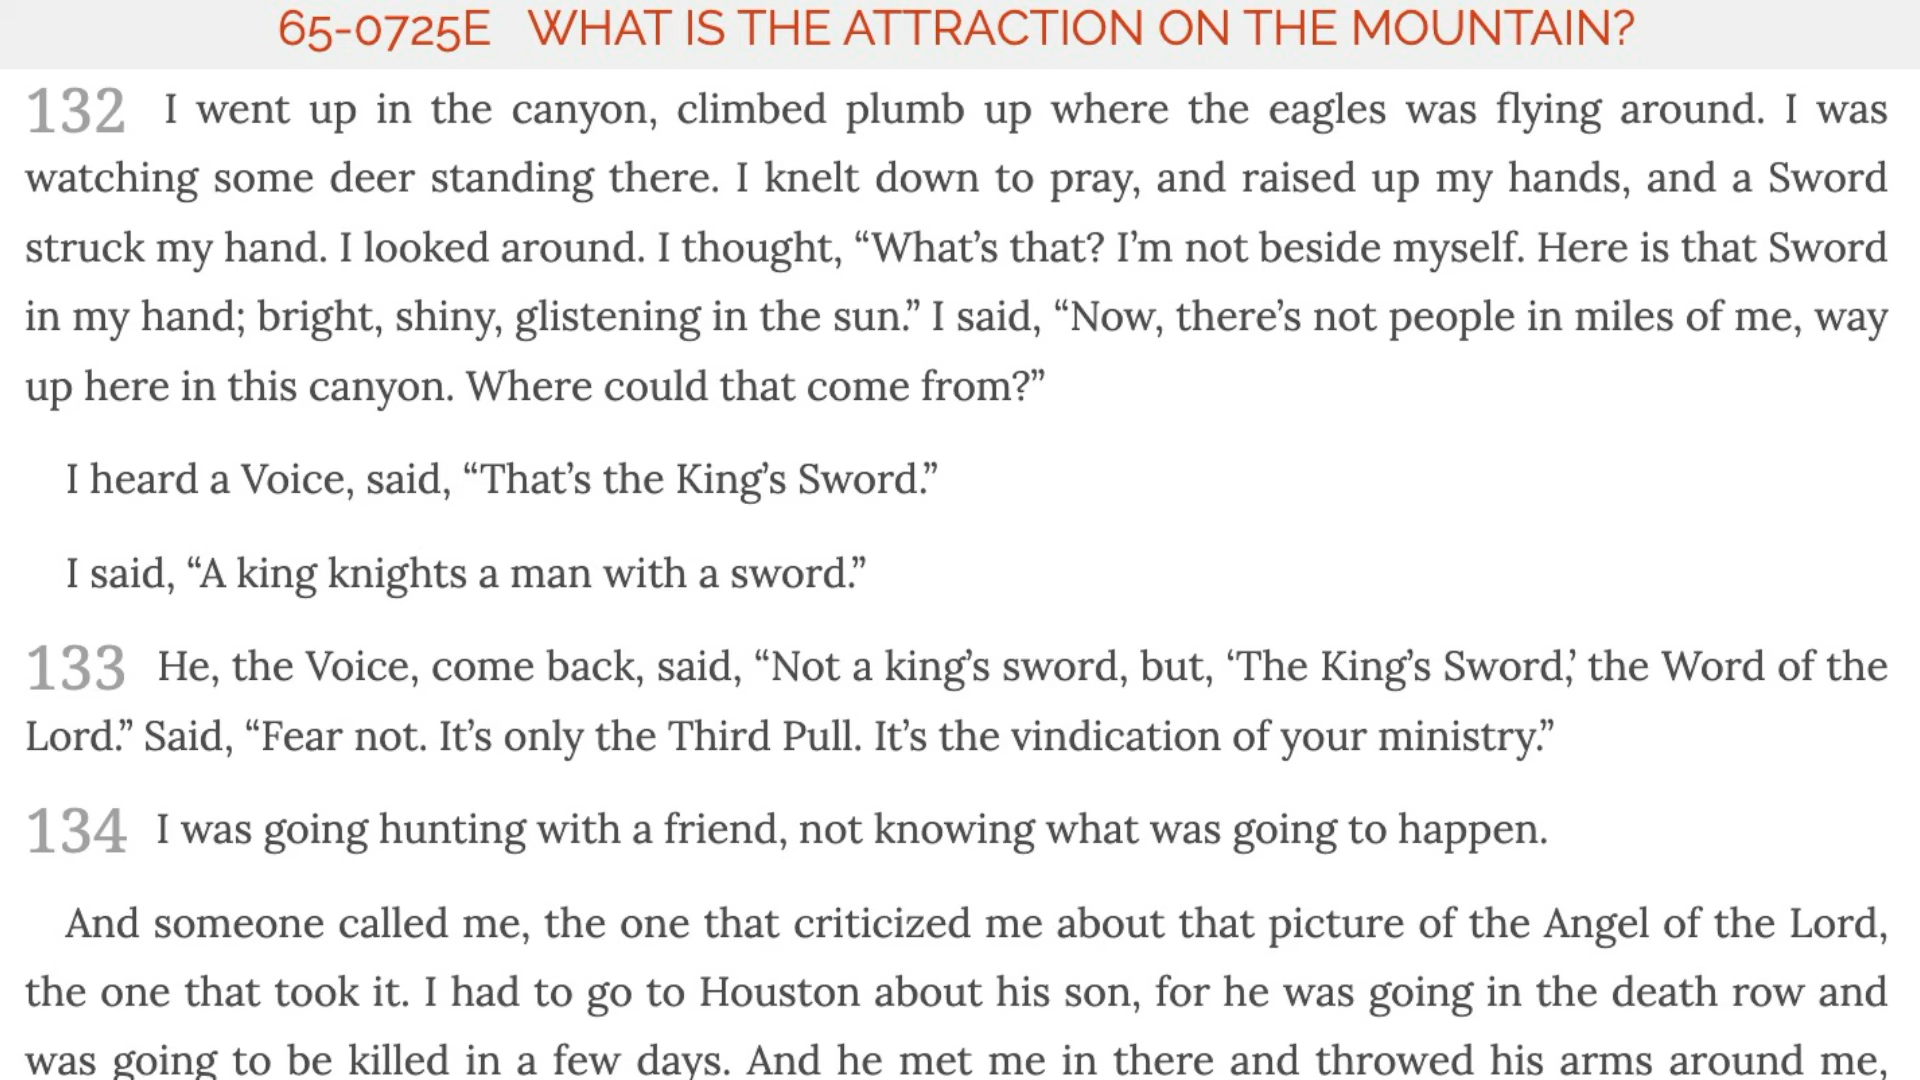 65-0725E WHAT IS THE ATTRACTION ON THE MOUNTAIN?
132 I went up in the canyon, climbed plumb up where the eagles was flying around. I was
watching some deer standing there. I knelt down to pray, and raised up my hands, and a Sword
struck my hand. I looked around. I thought, “What’s that? I’m not beside myself. Here is that Sword
in my hand; bright, shiny, glistening in the sun.” I said, “Now, there’s not people in miles of me, way
up here in this canyon. Where could that come from?”
I heard a Voice, said, “That’s the King’s Sword.”
I said, “A king knights a man with a sword.”
133 He, the Voice, come back, said, “Not a king’s sword, but, ‘The King’s Sword,’ the Word of the
Lord.” Said, “Fear not. It’s only the Third Pull. It’s the vindication of your ministry.”
134 I was going hunting with a friend, not knowing what was going to happen.
And someone called me, the one that criticized me about that picture of the Angel of the Lord,
the one that took it. I had to go to Houston about his son, for he was going in the death row and
was going to be killed in a few days. And he met me in there and throwed his arms around me,